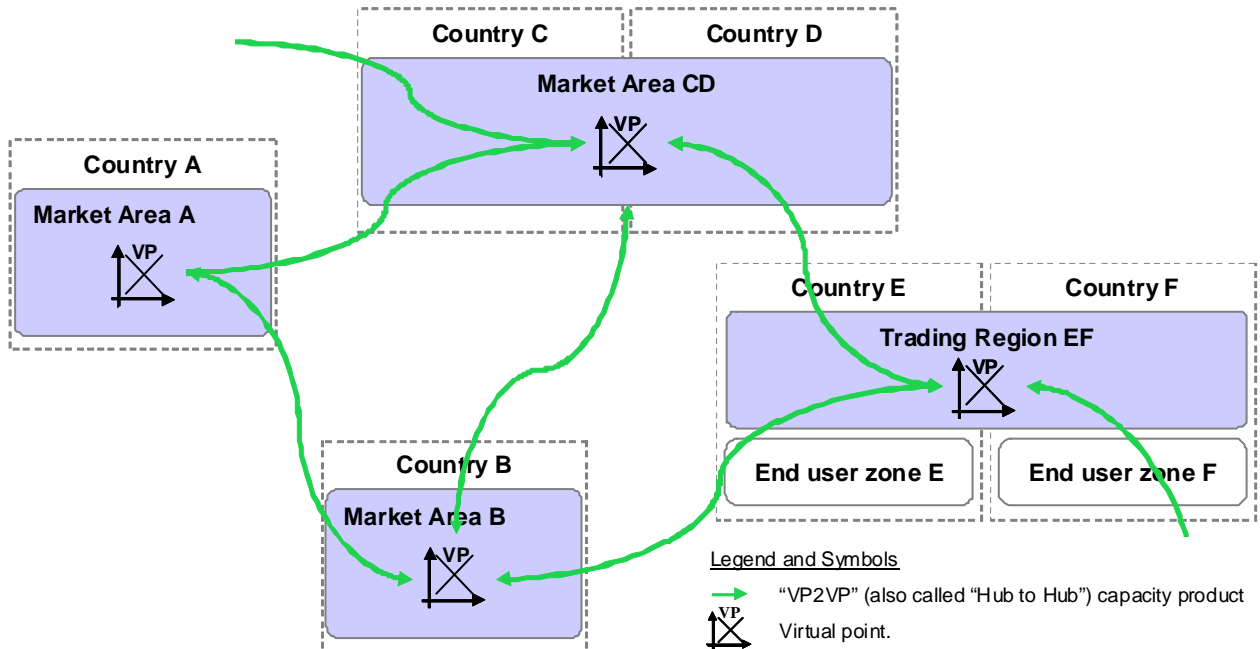 Country C
Country D
Market Area CD
VP
Country A
Market Area A
VP
Country E
Country F
Trading Region EF
VP
Country B
End user zone E
End user zone F
Market Area B
VP
Legend and Symbols
“VP2VP” (also called “Hub to Hub”) capacity product
VP
Virtual point.